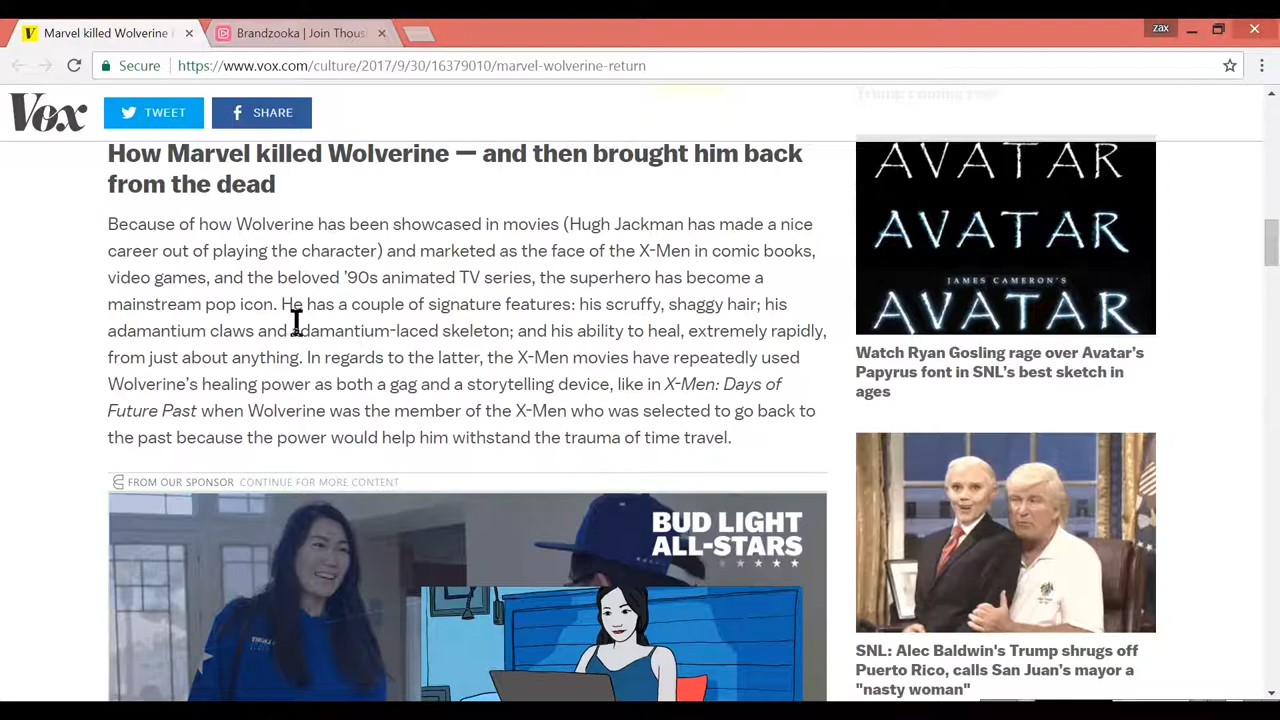 Marvel killed Wolverine
Brandzooka | Join Thous
zax
Secure
https://www.vox.com/culture/2017/9/30/16379010/marvel-wolverine-return
Vox
TWEET
SHARE
Trump: coming your
How Marvel killed Wolverine — and then brought him back
from the dead
Because of how Wolverine has been showcased in movies (Hugh Jackman has made a nice
career out of playing the character) and marketed as the face of the X-Men in comic books,
video games, and the beloved ’90s animated TV series, the superhero has become a
mainstream pop icon. He has a couple of signature features: his scruffy, shaggy hair; his
adamantium claws and adamantium-laced skeleton; and his ability to heal, extremely rapidly,
from just about anything. In regards to the latter, the X-Men movies have repeatedly used
Wolverine’s healing power as both a gag and a storytelling device, like in X-Men: Days of
Future Past when Wolverine was the member of the X-Men who was selected to go back to
the past because the power would help him withstand the trauma of time travel.
FROM OUR SPONSOR CONTINUE FOR MORE CONTENT
BUD LIGHT
ALL-STARS
AVATAR
AVATAR
JAMES CAMERON'S
AVATAR
Watch Ryan Gosling rage over Avatar’s
Papyrus font in SNL’s best sketch in
ages
SNL: Alec Baldwin's Trump shrugs off
Puerto Rico, calls San Juan’s mayor a
"nasty woman"